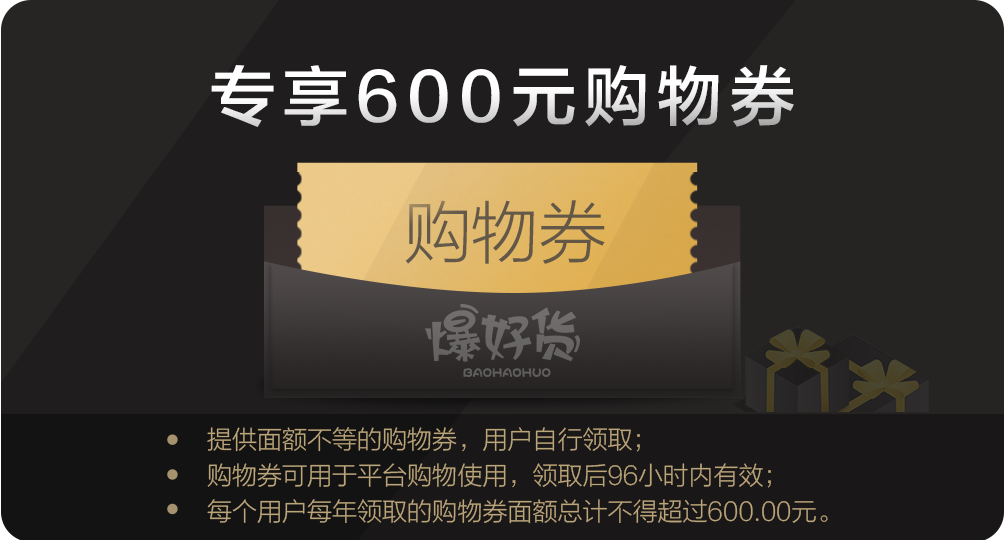 专享600元购物券
购物券
爆好货
BAOHAOHUO
• 提供面额不等的购物券，用户自行领取；
• 购物券可用于平台购物使用，领取后96小时内有效；
• 每个用户每年领取的购物券面额总计不得超过600.00元。